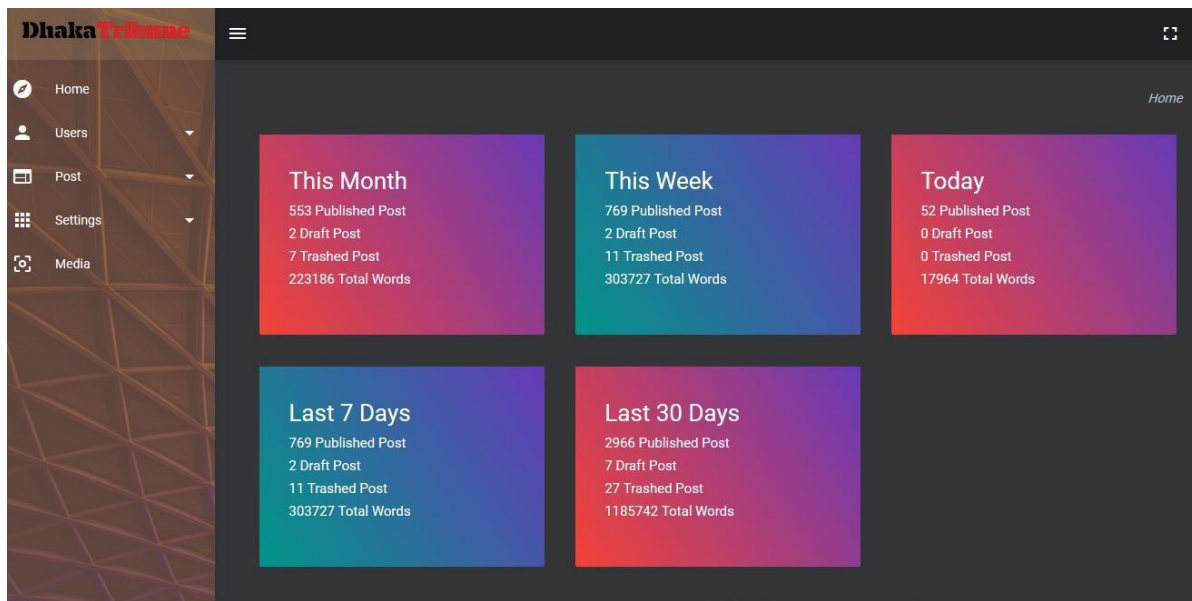 DhakaTribune
Home
Users
Post
Settings
Media
Home
This Month
553 Published Post
2 Draft Post
7 Trashed Post
223186 Total Words
This Week
769 Published Post
2 Draft Post
11 Trashed Post
303727 Total Words
Today
52 Published Post
0 Draft Post
0 Trashed Post
17964 Total Words
Last 7 Days
769 Published Post
2 Draft Post
11 Trashed Post
303727 Total Words
Last 30 Days
2966 Published Post
7 Draft Post
27 Trashed Post
1185742 Total Words